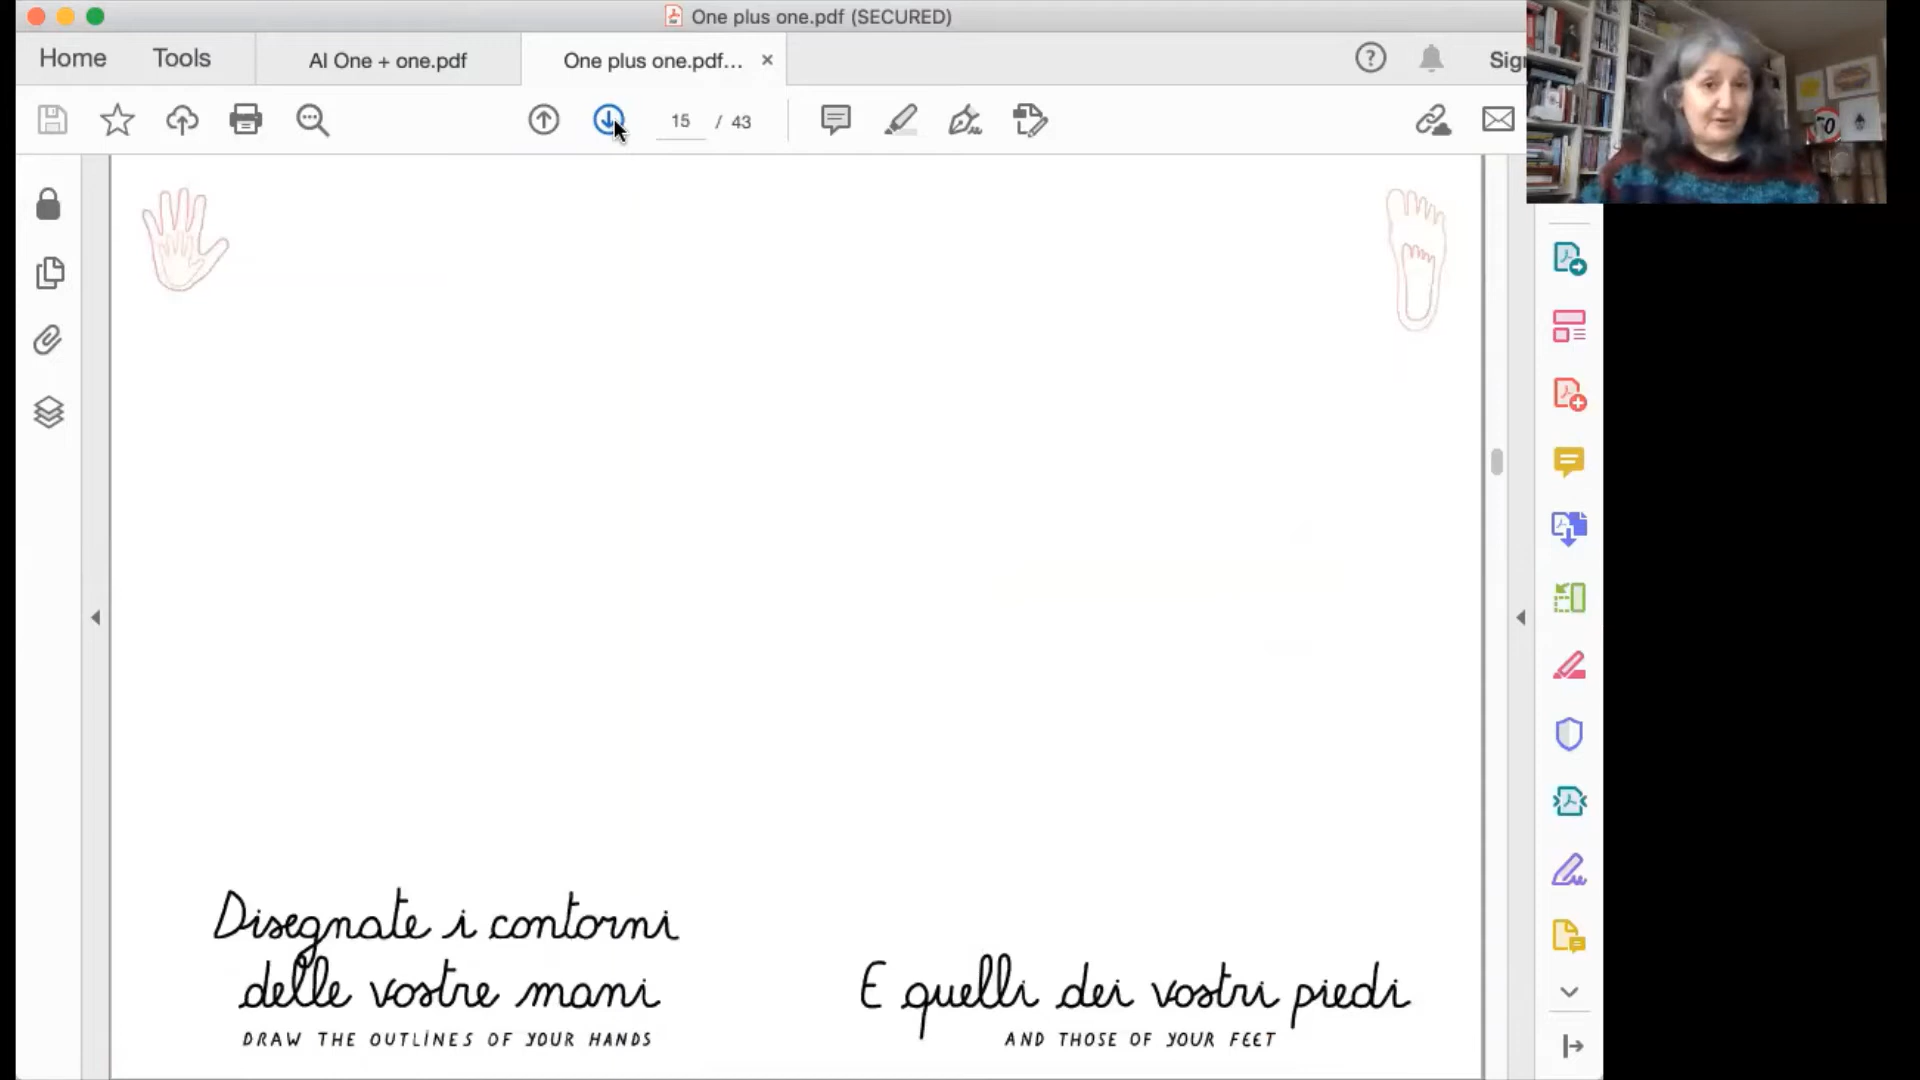 One plus one.pdf (SECURED)
Home
Tools
AI One + one.pdf
One plus one.pdf...
15 / 43
Disegnate i contorni
delle vostre mani
DRAW THE OUTLINES OF YOUR HANDS
E quelli dei vostri piedi
AND THOSE OF YOUR FEET